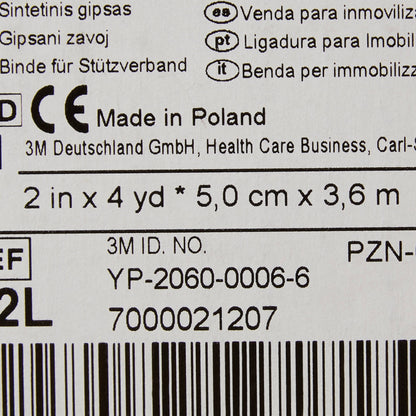 Sintetinis gipsas
es Venda para inmoviliz
Gipsani zavoj
pt Ligadura para Imobil
Binde für Stützverband
it Benda per immobilizz
D CE Made in Poland
3M Deutschland GmbH, Health Care Business, Carl-S
2 in x 4 yd * 5,0 cm x 3,6 m
EF 3M ID. NO. PZN-
2L YP-2060-0006-6
7000021207